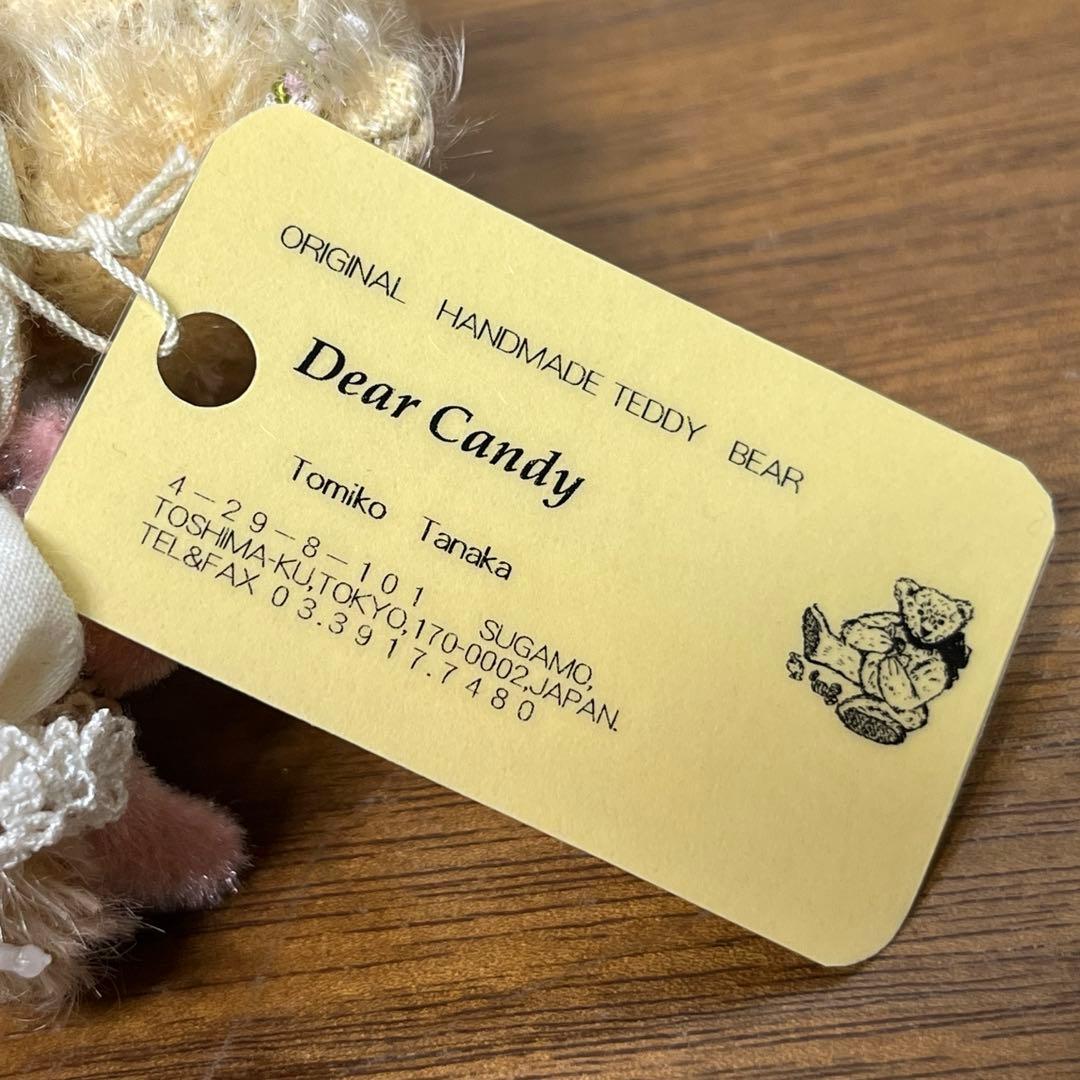 ORIGINAL HANDMADE TEDDY BEAR
Dear Candy
Tomiko Tanaka
4-29-8-101 SUGAMO,
TOSHIMA-KU,TOKYO,170-0002,JAPAN.
TEL&FAX 03.3917.7480